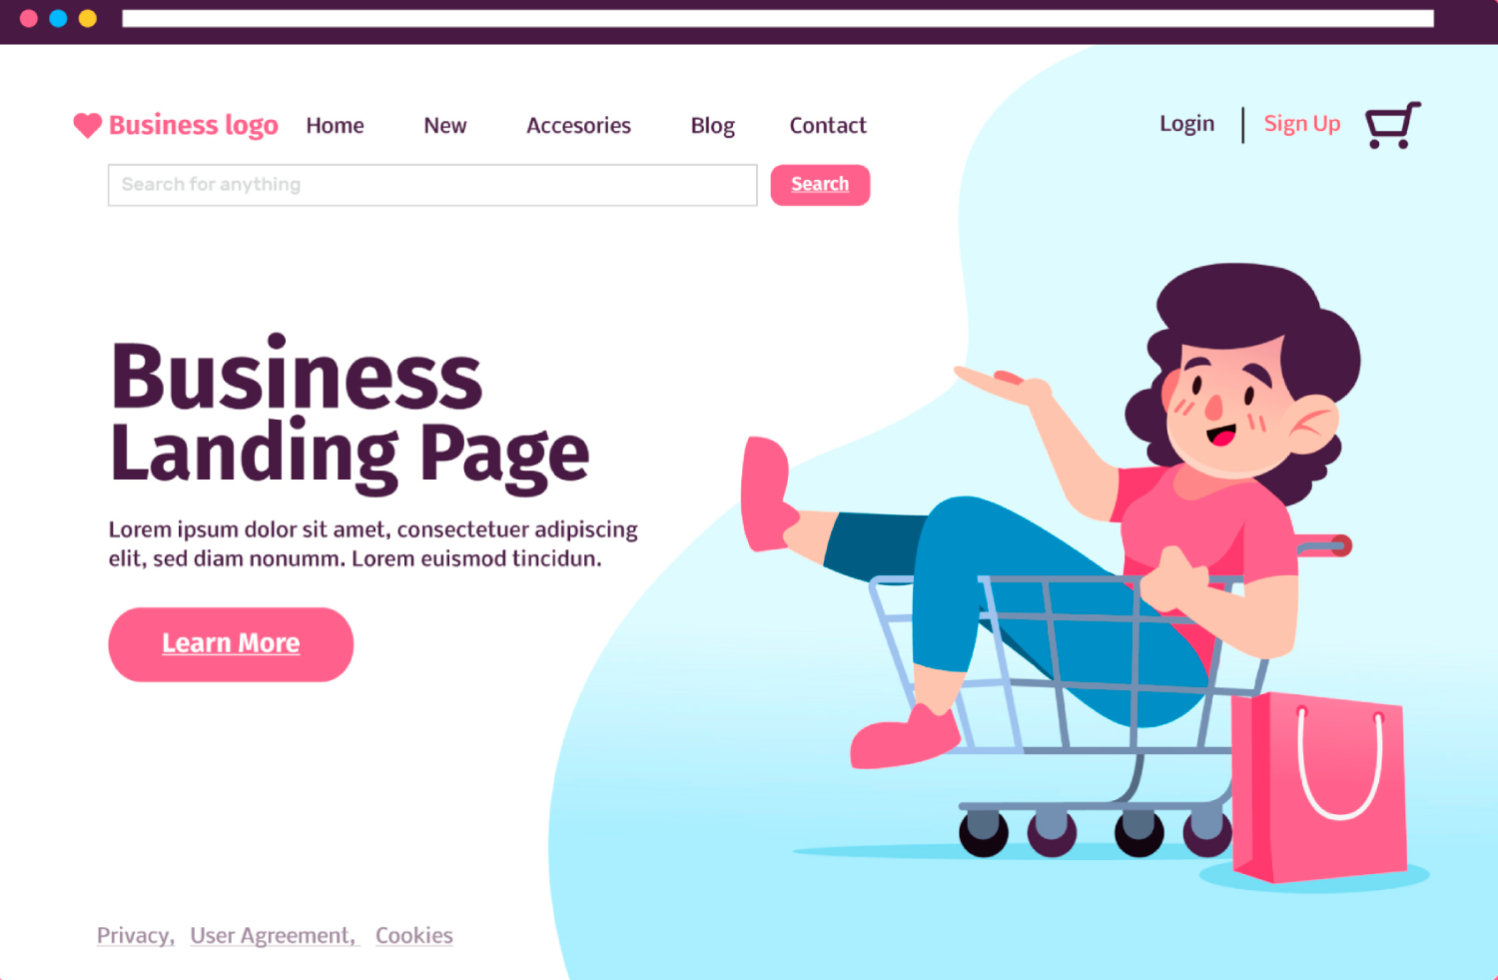 Business logo Home New Accesories Blog Contact Login Sign Up
Search for anything Search
Business
Landing Page
Lorem ipsum dolor sit amet, consectetuer adipiscing
elit, sed diam nonumm. Lorem euismod tincidun.
Learn More
Privacy, User Agreement, Cookies